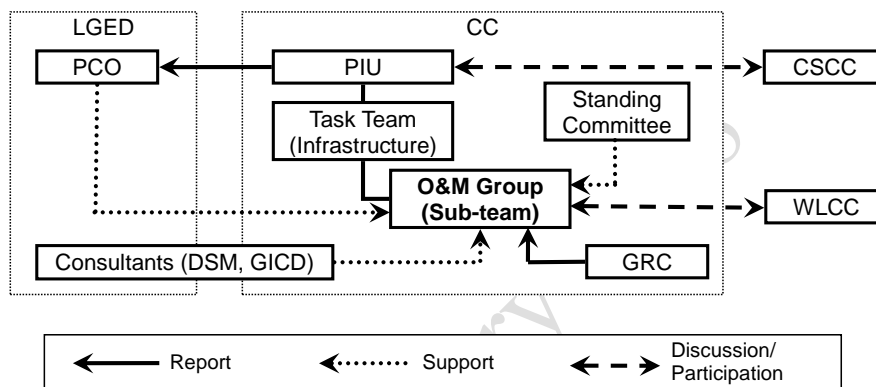 LGED
CC
PCO
PIU
CSCC
Task Team
(Infrastructure)
Standing
Committee
O&M Group
(Sub-team)
WLCC
Consultants (DSM, GICD)
GRC
Report
Support
Discussion/
Participation